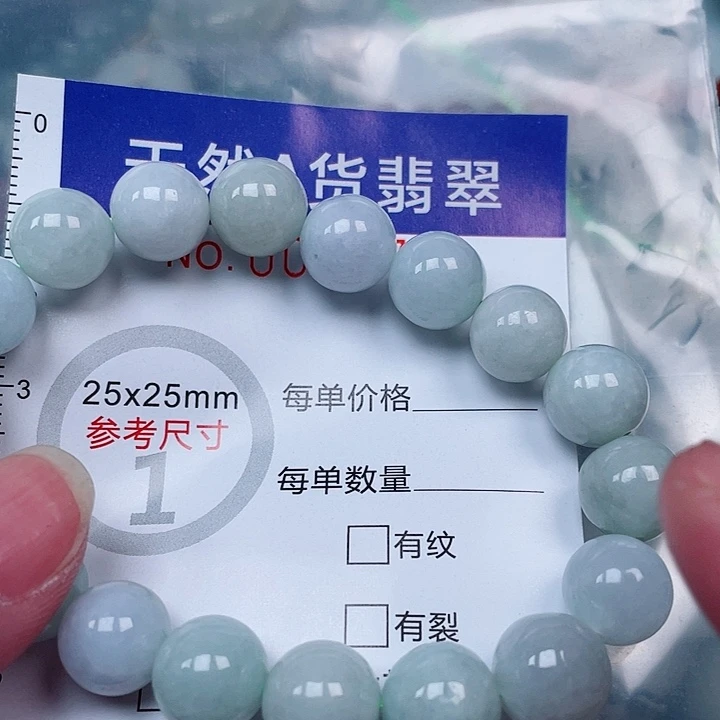 0
天然A货翡翠
NO.00
3
25x25mm
参考尺寸
1
每单价格
每单数量
有纹
有裂